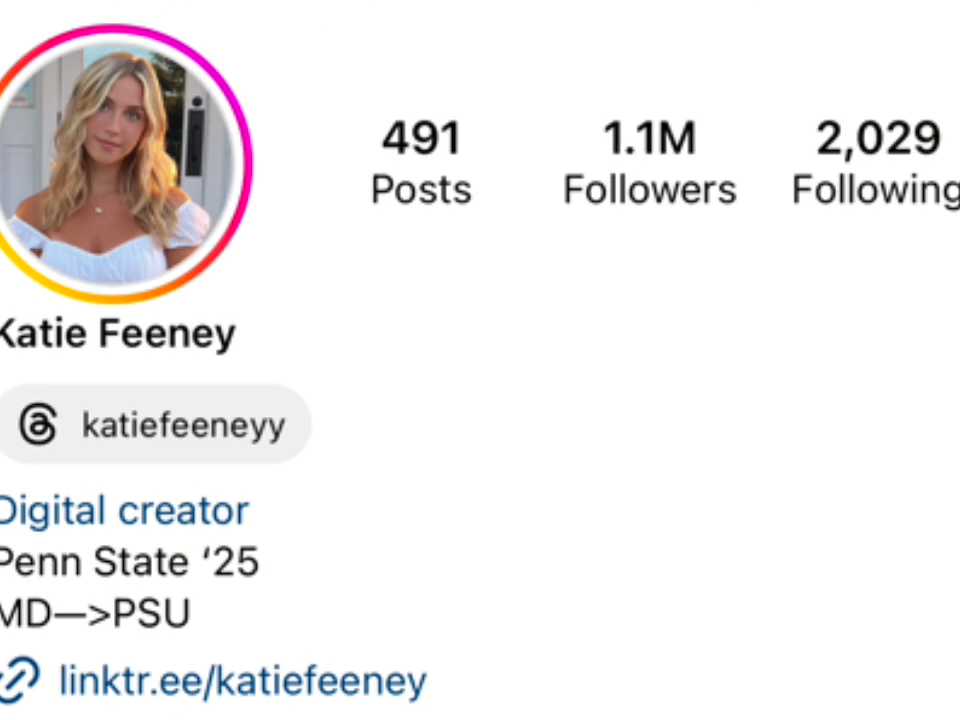 491 1.1M 2,029
Posts Followers Following
Katie Feeney
katiefeeneyy
Digital creator
Penn State ‘25
MD—>PSU
linktr.ee/katiefeeney